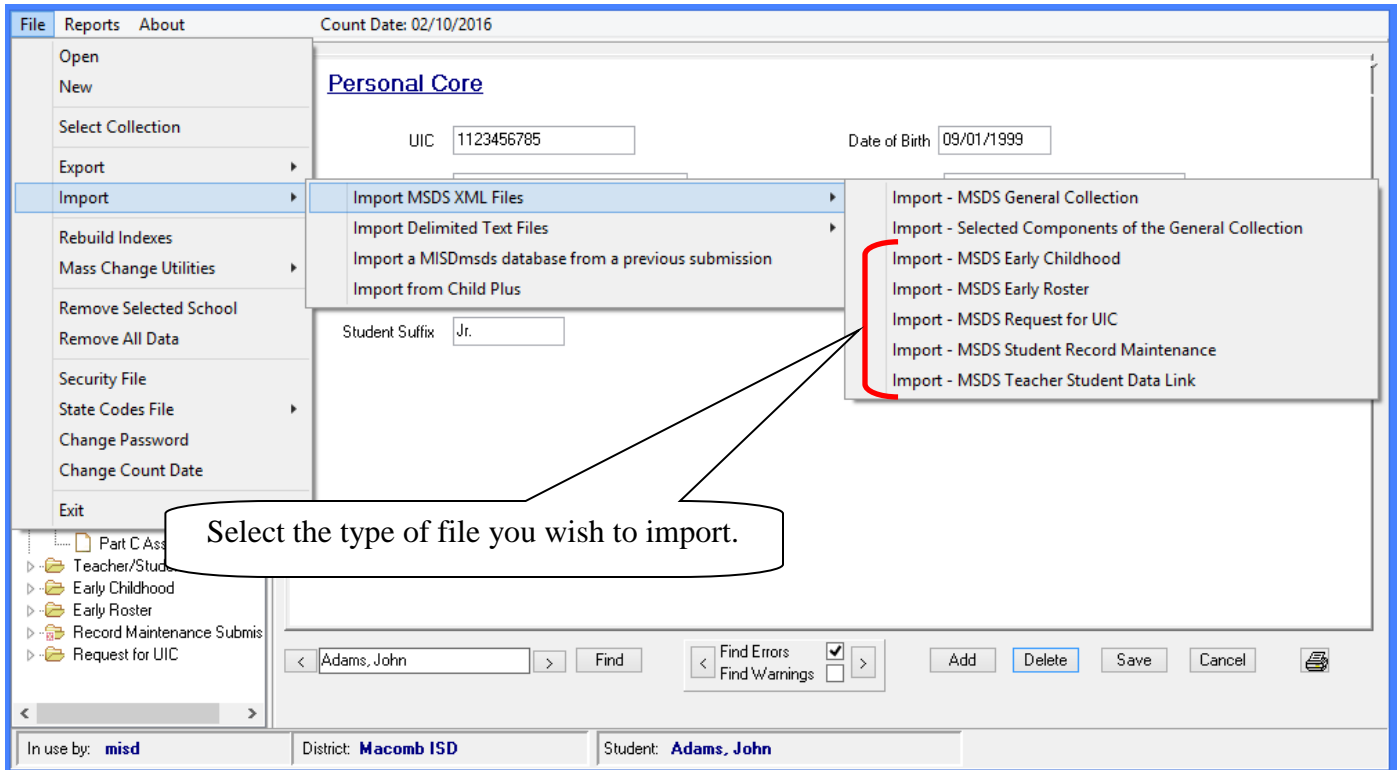 File Reports About Count Date: 02/10/2016
Open
New
Select Collection
Export
Import
Rebuild Indexes
Mass Change Utilities
Remove Selected School
Remove All Data
Security File
State Codes File
Change Password
Change Count Date
Exit
Import MSDS XML Files
Import Delimited Text Files
Import a MISDmsds database from a previous submission
Import from Child Plus
Import - MSDS General Collection
Import - Selected Components of the General Collection
Import - MSDS Early Childhood
Import - MSDS Early Roster
Import - MSDS Request for UIC
Import - MSDS Student Record Maintenance
Import - MSDS Teacher Student Data Link
Personal Core
UIC 1123456785 Date of Birth 09/01/1999
Student Suffix Jr.
Select the type of file you wish to import.
Part C Ass
Teacher/Stude
Early Childhood
Early Roster
Record Maintenance Submis
Request for UIC
< Adams, John > Find < Find Errors > Add Delete Save Cancel
Find Warnings
< >
In use by: misd District: Macomb ISD Student: Adams, John